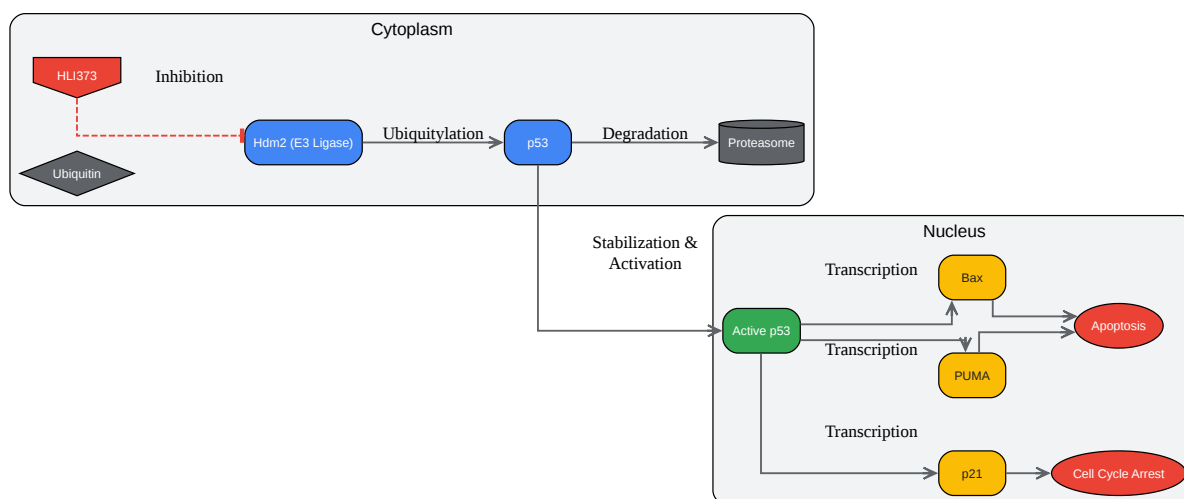 Cytoplasm
HLI373
Inhibition
Hdm2 (E3 Ligase)
Ubiquitylation
p53
Degradation
Proteasome
Ubiquitin
Stabilization &
Activation
Nucleus
Transcription
Bax
Active p53
Apoptosis
Transcription
PUMA
Transcription
p21
Cell Cycle Arrest